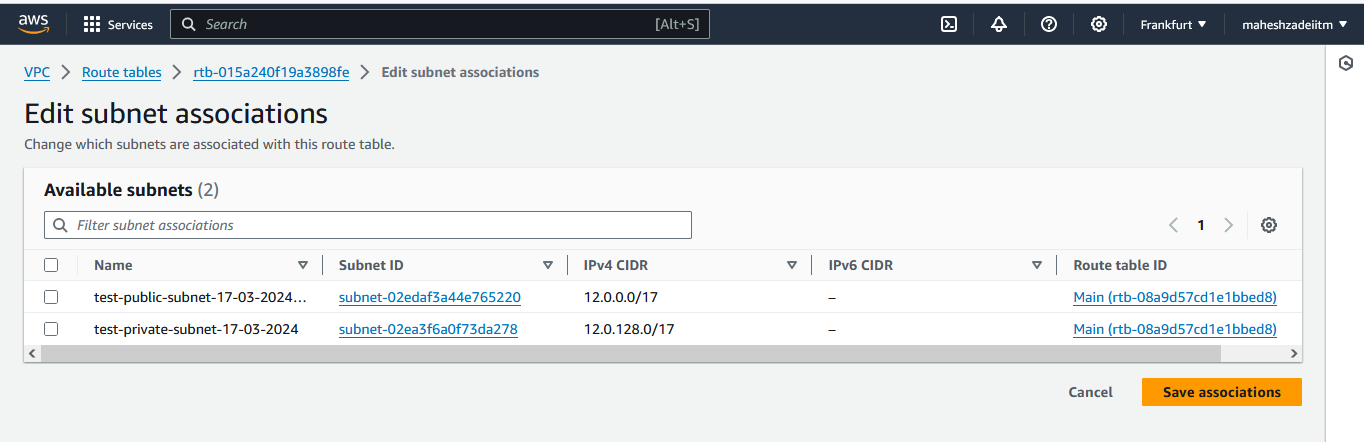 aws Services Search [Alt+S] Frankfurt maheshzadeiitm
VPC Route tables rtb-015a240f19a3898fe Edit subnet associations
Edit subnet associations
Change which subnets are associated with this route table.
Available subnets (2)
Filter subnet associations 1
Name Subnet ID IPv4 CIDR IPv6 CIDR Route table ID
test-public-subnet-17-03-2024... subnet-02edaf3a44e765220 12.0.0.0/17 – Main (rtb-08a9d57cd1e1bbed8)
test-private-subnet-17-03-2024 subnet-02ea3f6a0f73da278 12.0.128.0/17 – Main (rtb-08a9d57cd1e1bbed8)
Cancel Save associations